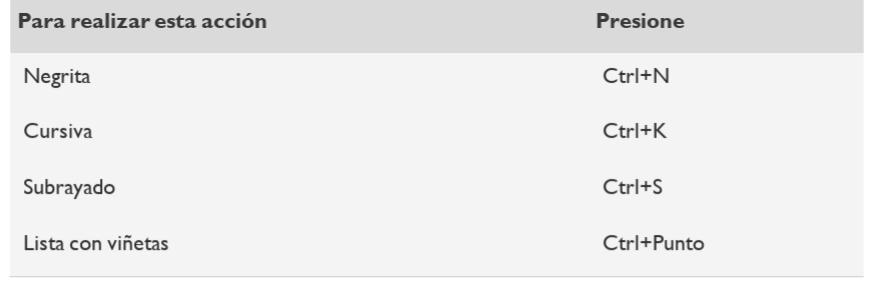 Para realizar esta acción Presione
Negrita Ctrl+N
Cursiva Ctrl+K
Subrayado Ctrl+S
Lista con viñetas Ctrl+Punto